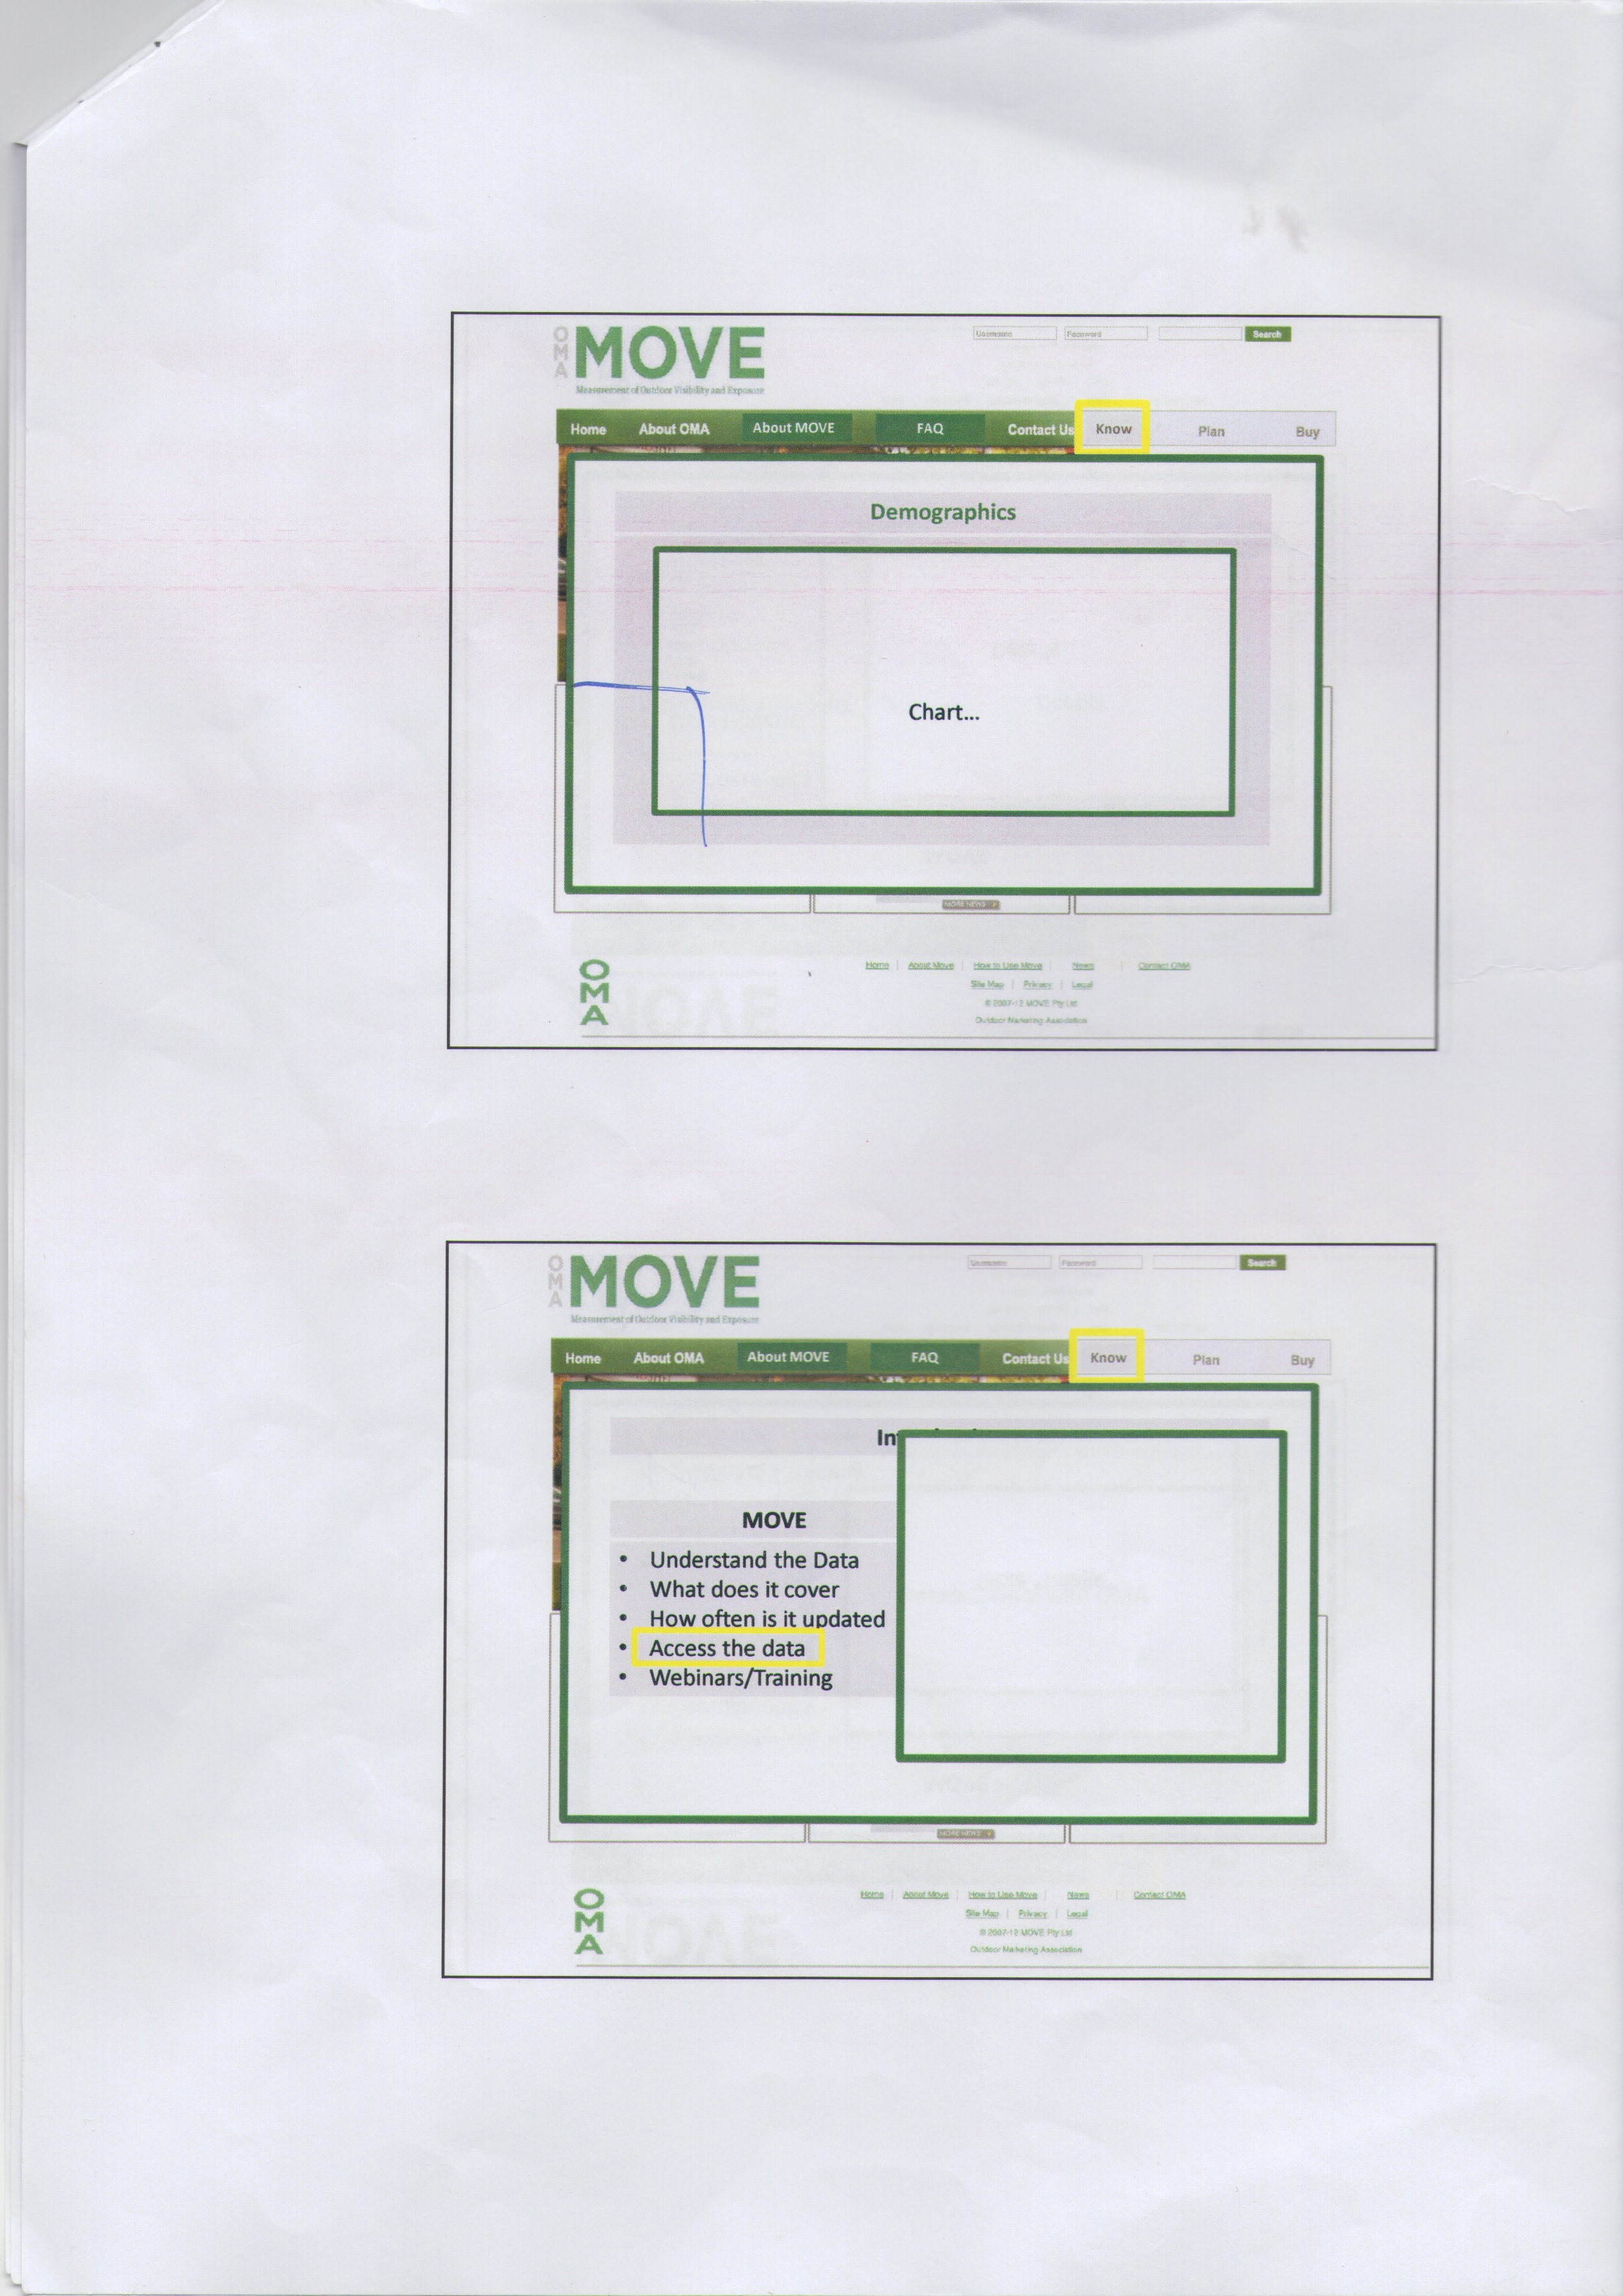 OMA
MOVE
Measurement of Outdoor Visibility and Exposure
Username Password Search
Home About OMA About MOVE FAQ Contact Us Know Plan Buy
Demographics
Chart...
MORE NEWS
OMA
Home | About Move | How to Use Move | News | Contact OMA
Site Map | Privacy | Legal
© 2007-12 MOVE Pty Ltd
Outdoor Marketing Association
OMA
MOVE
Measurement of Outdoor Visibility and Exposure
Username Password Search
Home About OMA About MOVE FAQ Contact Us Know Plan Buy
MOVE
• Understand the Data
• What does it cover
• How often is it updated
• Access the data
• Webinars/Training
MORE NEWS
OMA
Home | About Move | How to Use Move | News | Contact OMA
Site Map | Privacy | Legal
© 2007-12 MOVE Pty Ltd
Outdoor Marketing Association